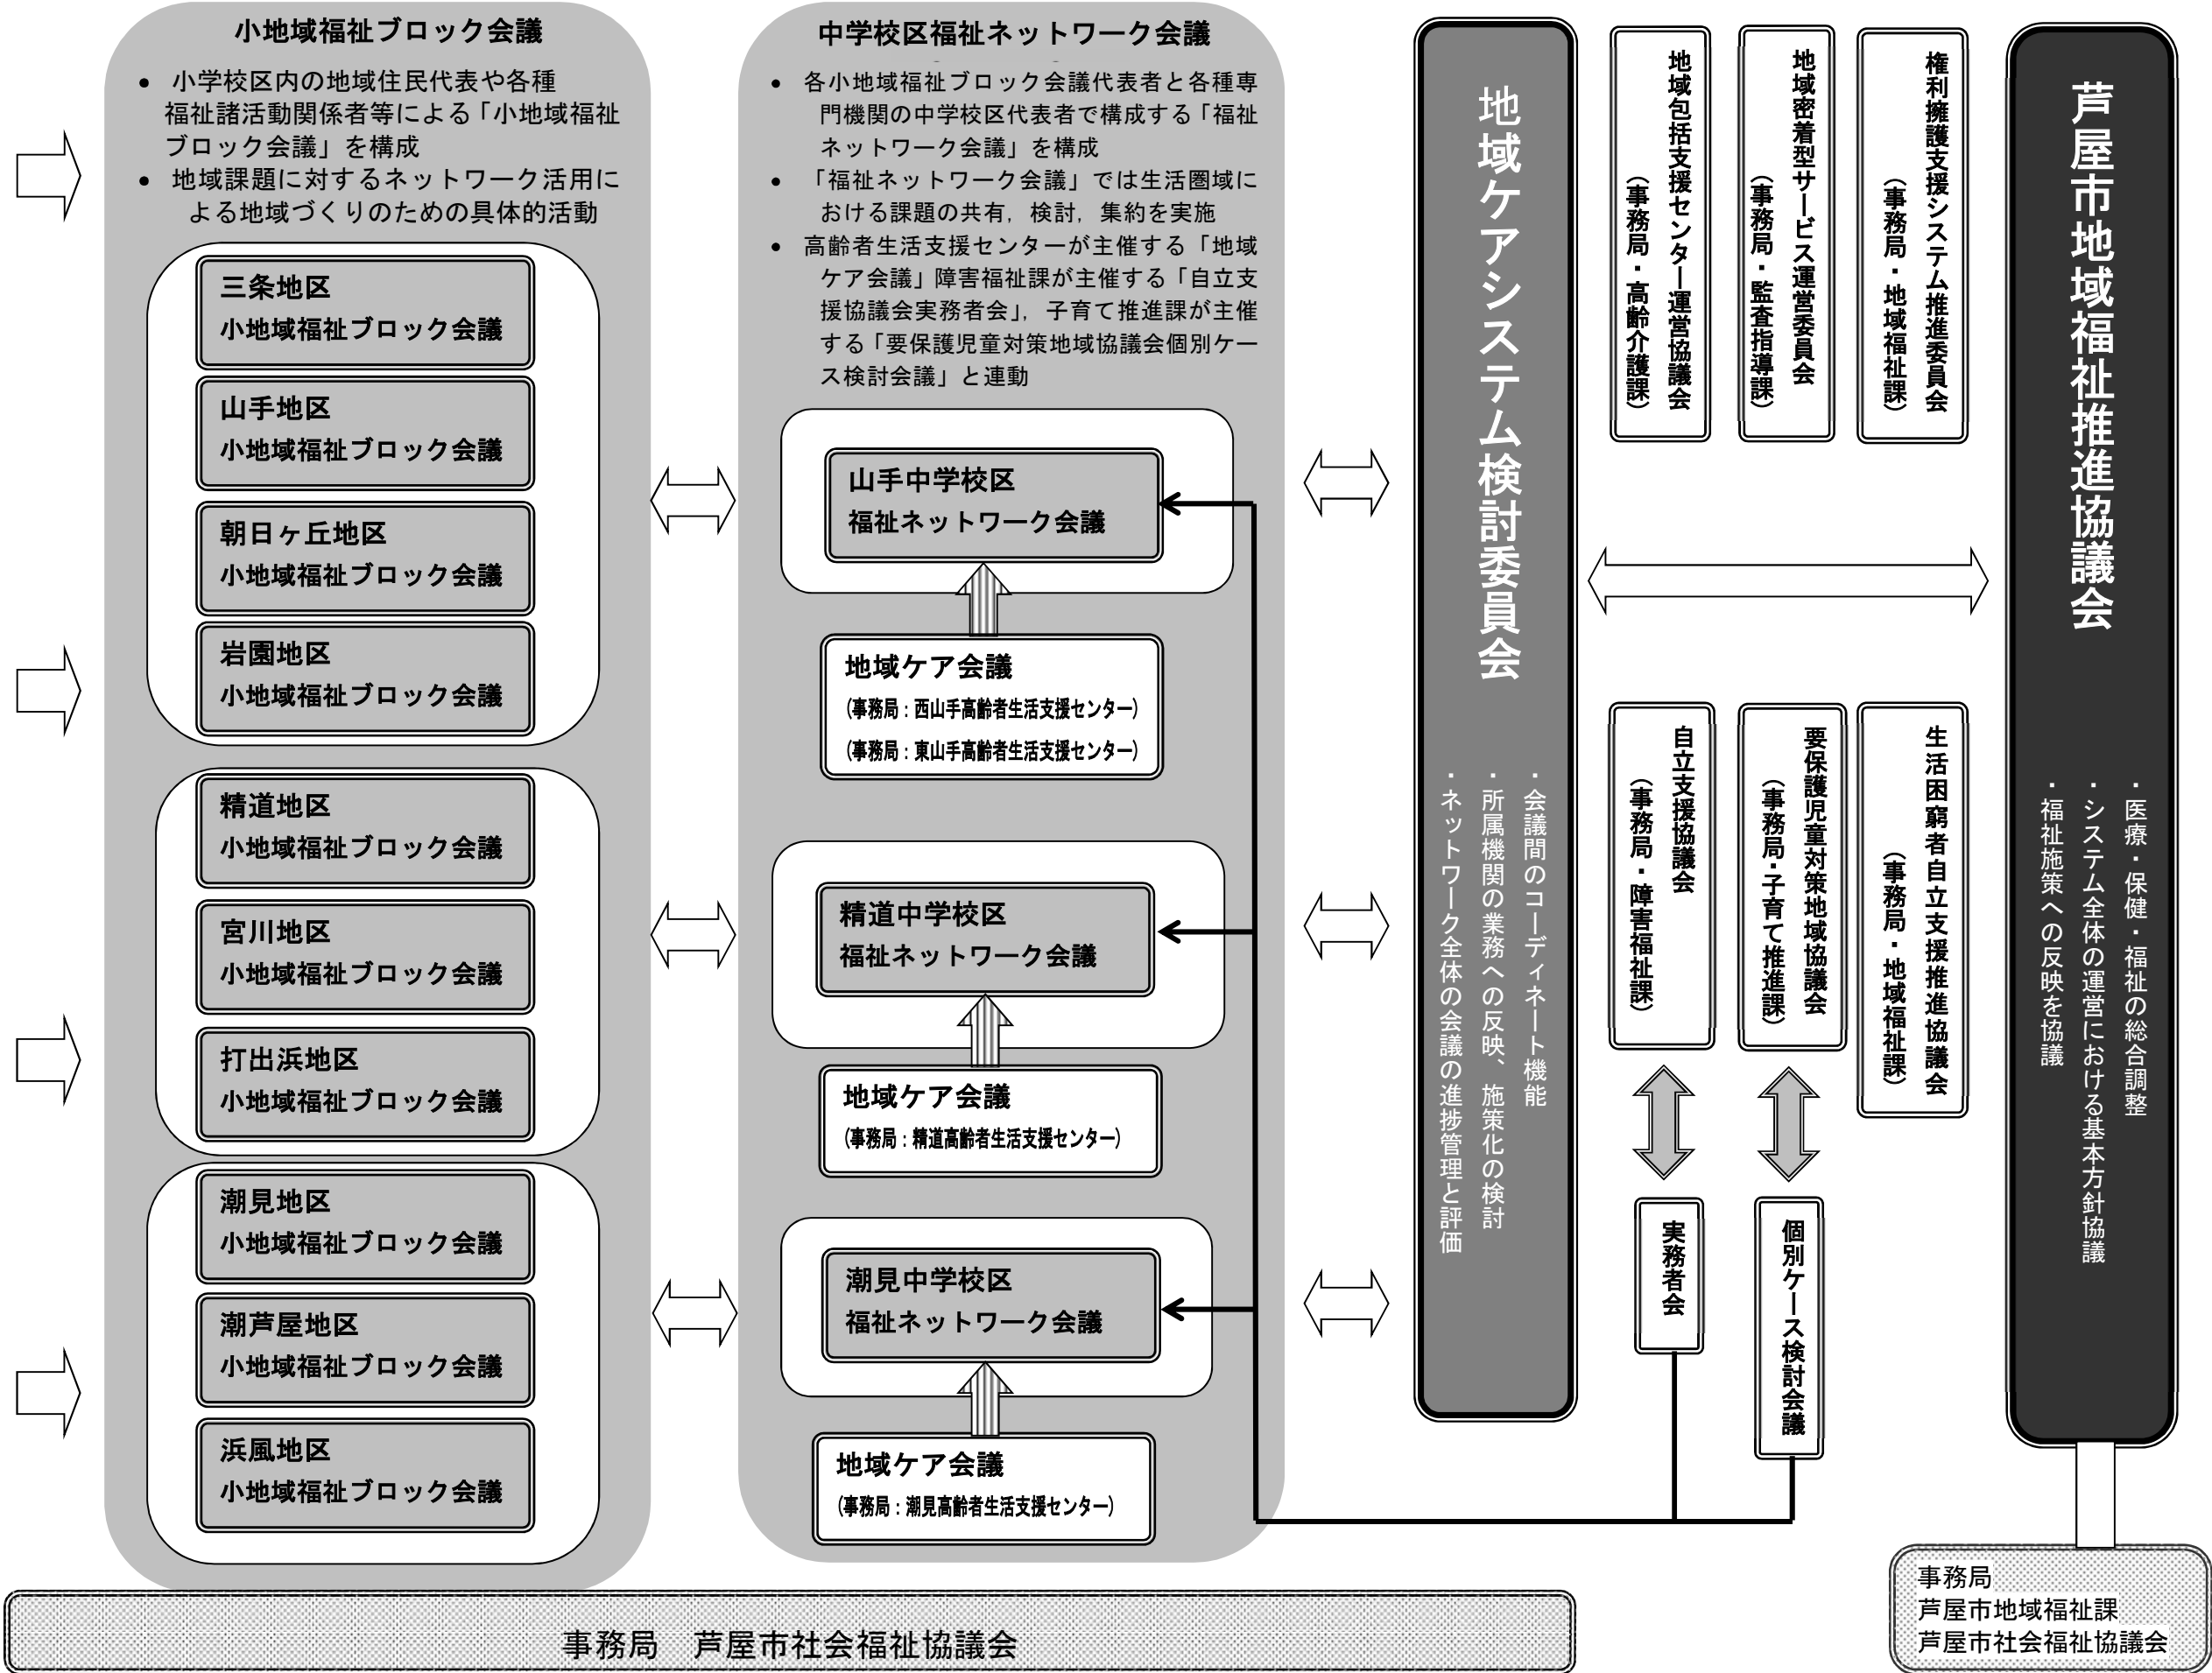 小地域福祉ブロック会議
● 小学校区内の地域住民代表や各種
福祉諸活動関係者等による「小地域福祉
ブロック会議」を構成
● 地域課題に対するネットワーク活用に
よる地域づくりのための具体的活動
三条地区
小地域福祉ブロック会議
山手地区
小地域福祉ブロック会議
朝日ヶ丘地区
小地域福祉ブロック会議
岩園地区
小地域福祉ブロック会議
精道地区
小地域福祉ブロック会議
宮川地区
小地域福祉ブロック会議
打出浜地区
小地域福祉ブロック会議
潮見地区
小地域福祉ブロック会議
潮芦屋地区
小地域福祉ブロック会議
浜風地区
小地域福祉ブロック会議
中学校区福祉ネットワーク会議
● 各小地域福祉ブロック会議代表者と各種専
門機関の中学校区代表者で構成する「福祉
ネットワーク会議」を構成
● 「福祉ネットワーク会議」では生活圏域に
おける課題の共有，検討，集約を実施
● 高齢者生活支援センターが主催する「地域
ケア会議」障害福祉課が主催する「自立支
援協議会実務者会」，子育て推進課が主催
する「要保護児童対策地域協議会個別ケー
ス検討会議」と連動
山手中学校区
福祉ネットワーク会議
地域ケア会議
（事務局：西山手高齢者生活支援センター）
（事務局：東山手高齢者生活支援センター）
精道中学校区
福祉ネットワーク会議
地域ケア会議
（事務局：精道高齢者生活支援センター）
潮見中学校区
福祉ネットワーク会議
地域ケア会議
（事務局：潮見高齢者生活支援センター）
地域ケアシステム検討委員会
・会議間のコーディネート機能
・所属機関の業務への反映、施策化の検討
・ネットワーク全体の会議の進捗管理と評価
地域包括支援センター運営協議会
（事務局・高齢介護課）
地域密着型サービス運営委員会
（事務局・監査指導課）
権利擁護支援システム推進委員会
（事務局・地域福祉課）
自立支援協議会
（事務局・障害福祉課）
要保護児童対策地域協議会
（事務局・子育て推進課）
生活困窮者自立支援推進協議会
（事務局・地域福祉課）
実務者会
個別ケース検討会議
芦屋市地域福祉推進協議会
・医療・保健・福祉の総合調整
・システム全体の運営における基本方針協議
・福祉施策への反映を協議
事務局
芦屋市地域福祉課
芦屋市社会福祉協議会
事務局　芦屋市社会福祉協議会